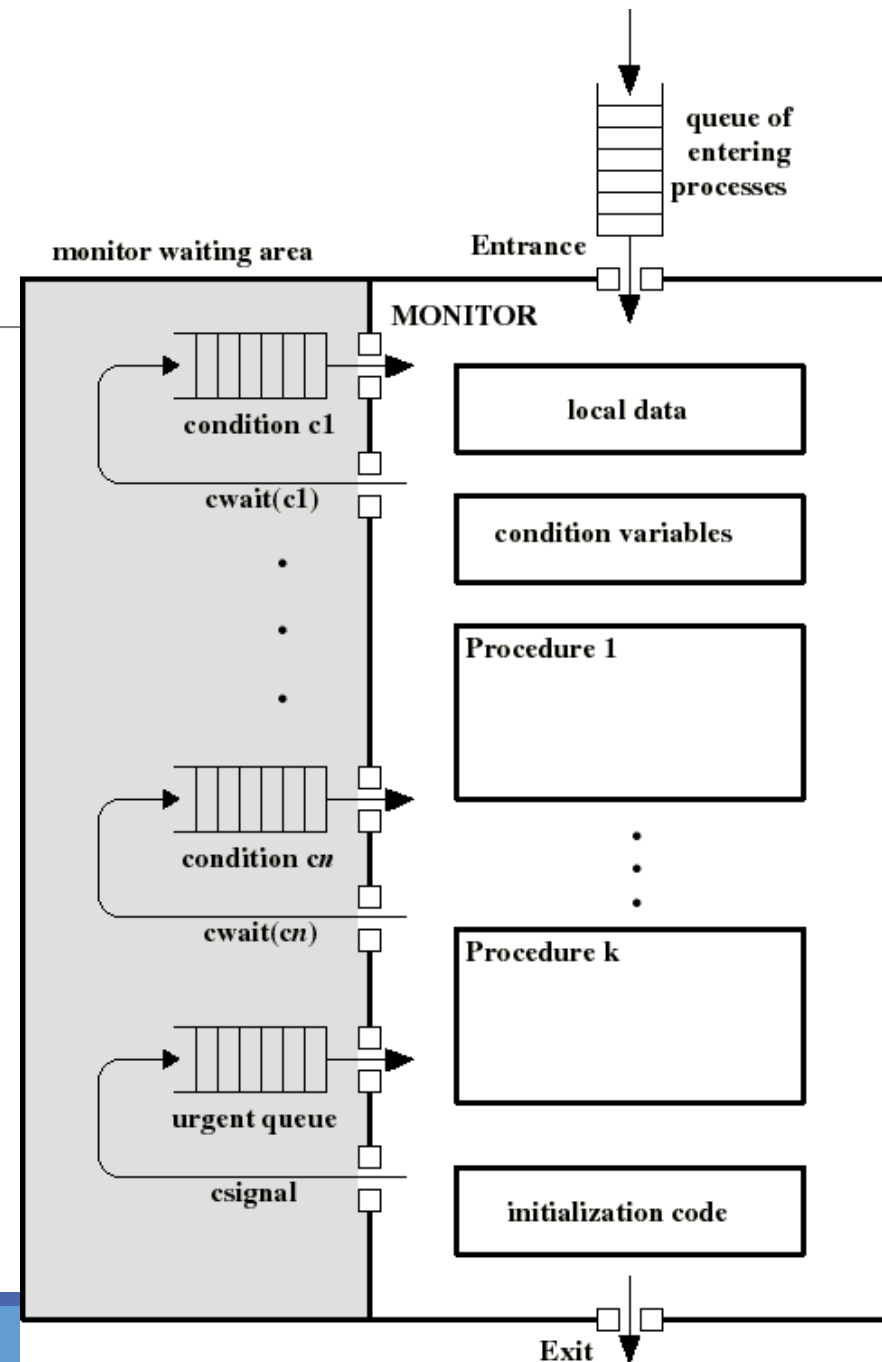 queue of
entering
processes
Entrance
monitor waiting area
MONITOR
condition c1
cwait(c1)
local data
condition variables
Procedure 1
condition cn
cwait(cn)
Procedure k
urgent queue
csignal
initialization code
Exit